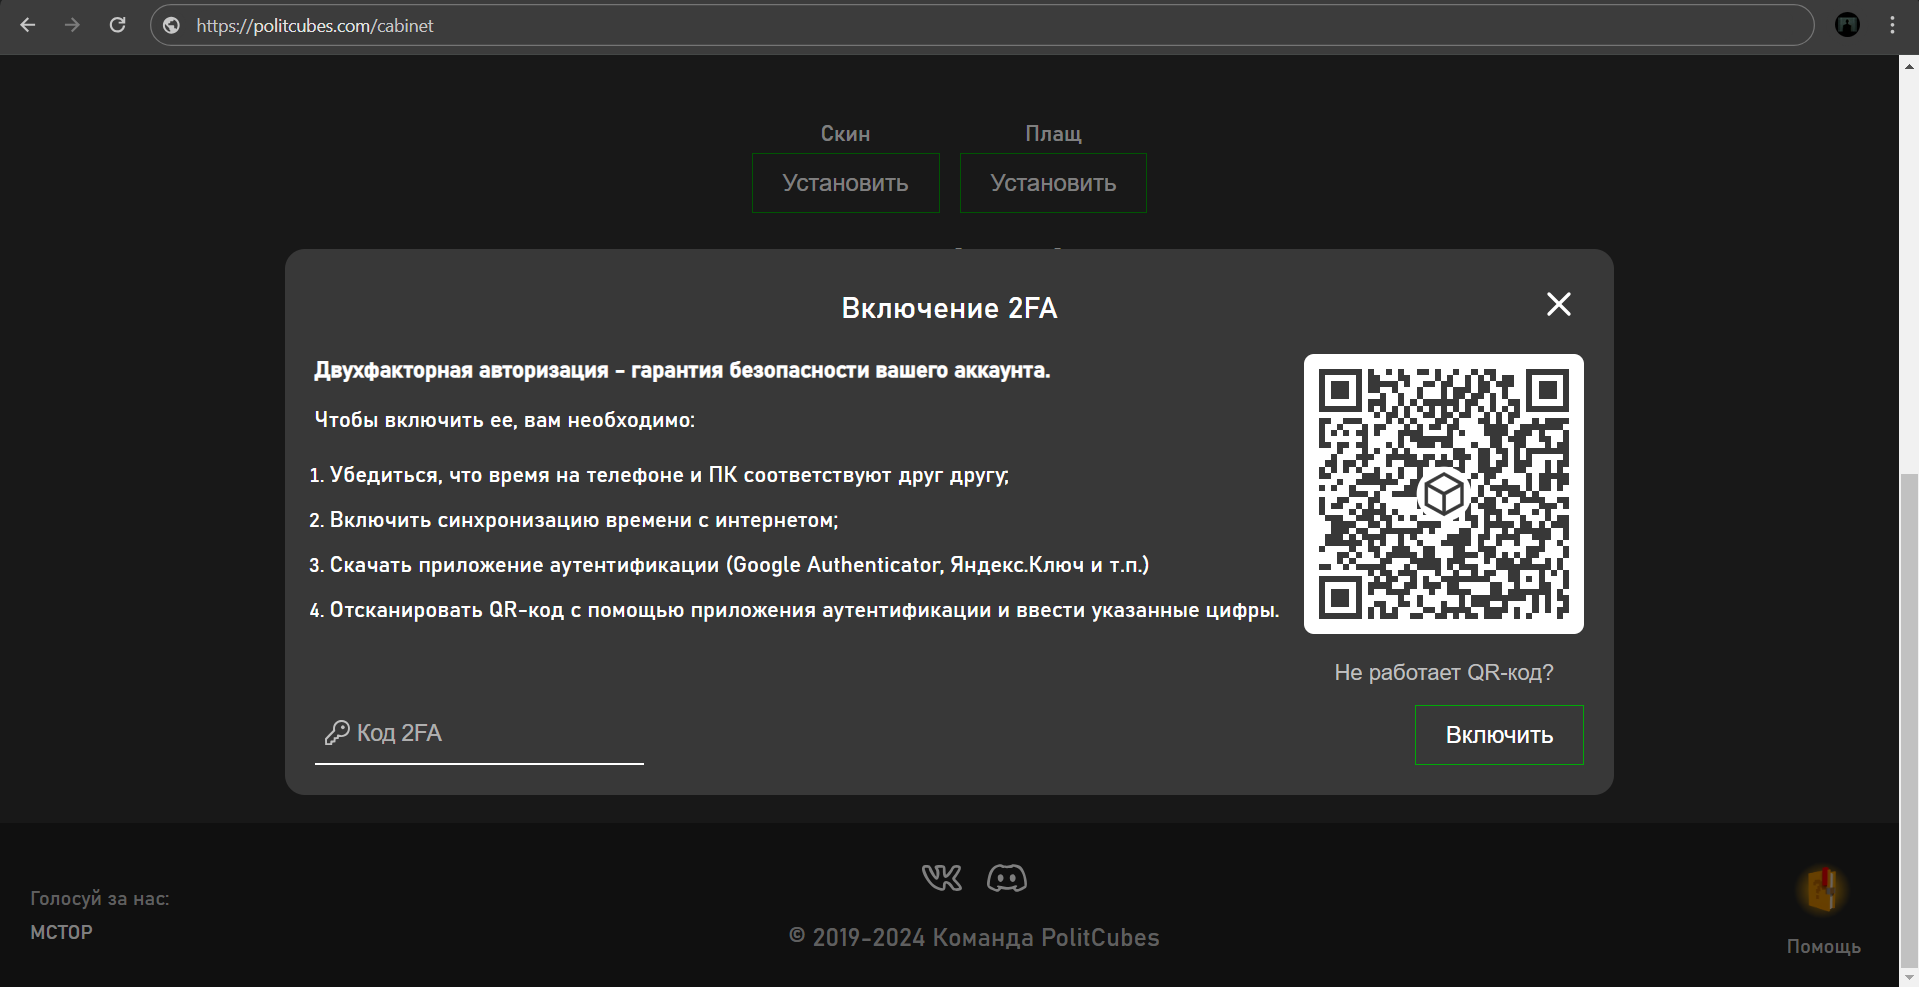 https://politcubes.com/cabinet
Скин
Плащ
Установить
Установить
Включение 2FA
Двухфакторная авторизация - гарантия безопасности вашего аккаунта.
Чтобы включить ее, вам необходимо:
1. Убедиться, что время на телефоне и ПК соответствуют друг другу;
2. Включить синхронизацию времени с интернетом;
3. Скачать приложение аутентификации (Google Authenticator, Яндекс.Ключ и т.п.)
4. Отсканировать QR-код с помощью приложения аутентификации и ввести указанные цифры.
Не работает QR-код?
Код 2FA
Включить
Голосуй за нас:
МСТОР
© 2019-2024 Команда PolitCubes
Помощь